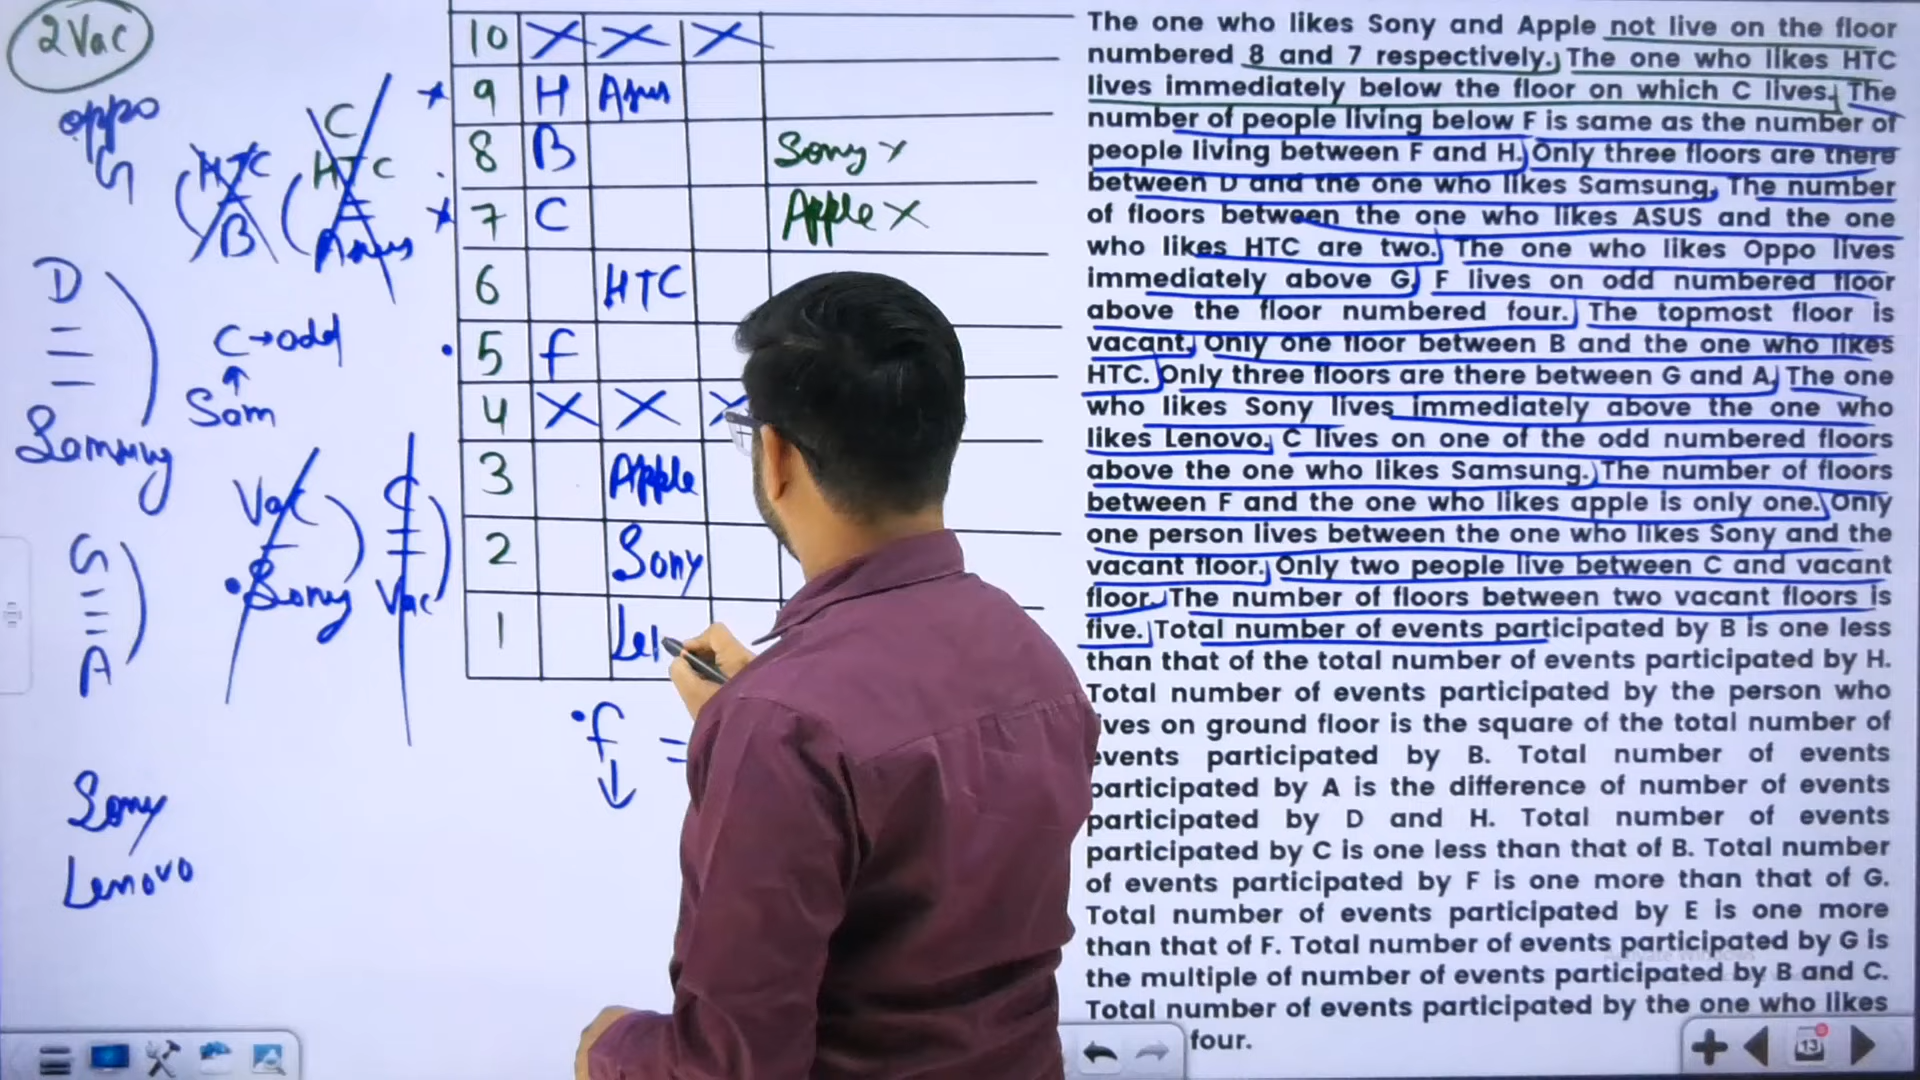 2 Vac
oppo
G
HTC
B
C
HTC
Asus
D
Samsung
C → odd
Sam
G
A
Vac
Sony
C
Vac
Sony
Lenovo
10
9 H Asus
8 B Sony ×
7 C Apple ×
6 HTC
5 f
4
3 Apple
2 Sony
1 Le
f =
The one who likes Sony and Apple not live on the floor
numbered 8 and 7 respectively. The one who likes HTC
lives immediately below the floor on which C lives. The
number of people living below F is same as the number of
people living between F and H. Only three floors are there
between D and the one who likes Samsung. The number
of floors between the one who likes ASUS and the one
who likes HTC are two. The one who likes Oppo lives
immediately above G. F lives on odd numbered floor
above the floor numbered four. The topmost floor is
vacant. Only one floor between B and the one who likes
HTC. Only three floors are there between G and A. The one
who likes Sony lives immediately above the one who
likes Lenovo. C lives on one of the odd numbered floors
above the one who likes Samsung. The number of floors
between F and the one who likes apple is only one. Only
one person lives between the one who likes Sony and the
vacant floor. Only two people live between C and vacant
floor. The number of floors between two vacant floors is
five. Total number of events participated by B is one less
than that of the total number of events participated by H.
Total number of events participated by the person who
ives on ground floor is the square of the total number of
events participated by B. Total number of events
participated by A is the difference of number of events
participated by D and H. Total number of events
participated by C is one less than that of B. Total number
of events participated by F is one more than that of G.
Total number of events participated by E is one more
than that of F. Total number of events participated by G is
the multiple of number of events participated by B and C.
Total number of events participated by the one who likes
four.
13